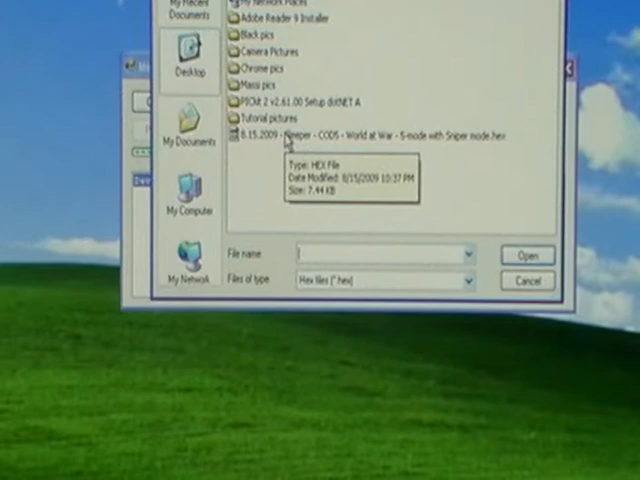 My Recent
Documents
My Network Places
Adobe Reader 9 Installer
Black pics
Camera Pictures
Chrome pics
Massi pics
PICkit 2 v2.61.00 Setup dotNET A
Tutorial pictures
8.15.2009 - - COD5 - World at War - 5-mode with Sniper mode.hex
Type: HEX File
Date Modified: 8/15/2009 10:37 PM
Size: 7.44 KB
Desktop
My Documents
My Computer
My Network
File name:
Open
Files of type:
Hex files (*.hex)
Cancel